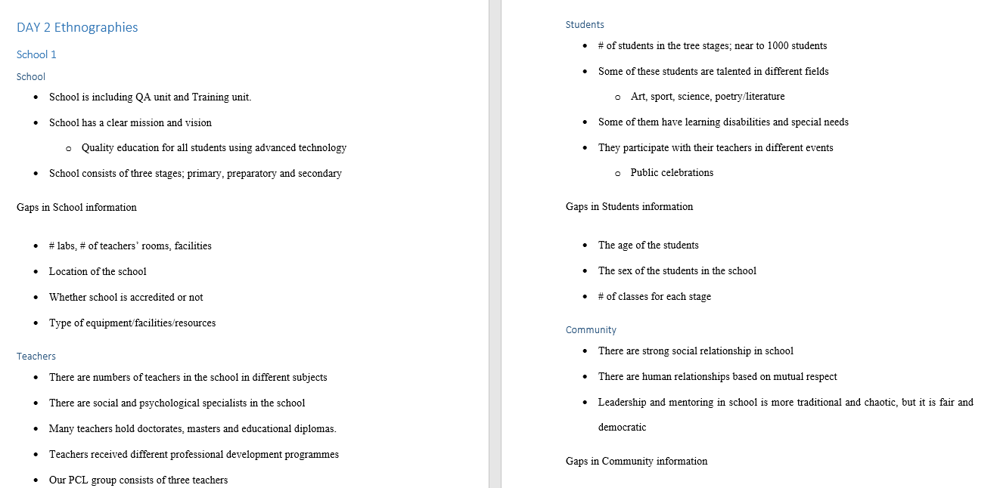 DAY 2 Ethnographies
School 1
School
• School is including QA unit and Training unit.
• School has a clear mission and vision
o Quality education for all students using advanced technology
• School consists of three stages; primary, preparatory and secondary
Gaps in School information
• # labs, # of teachers’ rooms, facilities
• Location of the school
• Whether school is accredited or not
• Type of equipment/facilities/resources
Teachers
• There are numbers of teachers in the school in different subjects
• There are social and psychological specialists in the school
• Many teachers hold doctorates, masters and educational diplomas.
• Teachers received different professional development programmes
• Our PCL group consists of three teachers
Students
• # of students in the tree stages; near to 1000 students
• Some of these students are talented in different fields
o Art, sport, science, poetry/literature
• Some of them have learning disabilities and special needs
• They participate with their teachers in different events
o Public celebrations
Gaps in Students information
• The age of the students
• The sex of the students in the school
• # of classes for each stage
Community
• There are strong social relationship in school
• There are human relationships based on mutual respect
• Leadership and mentoring in school is more traditional and chaotic, but it is fair and
democratic
Gaps in Community information